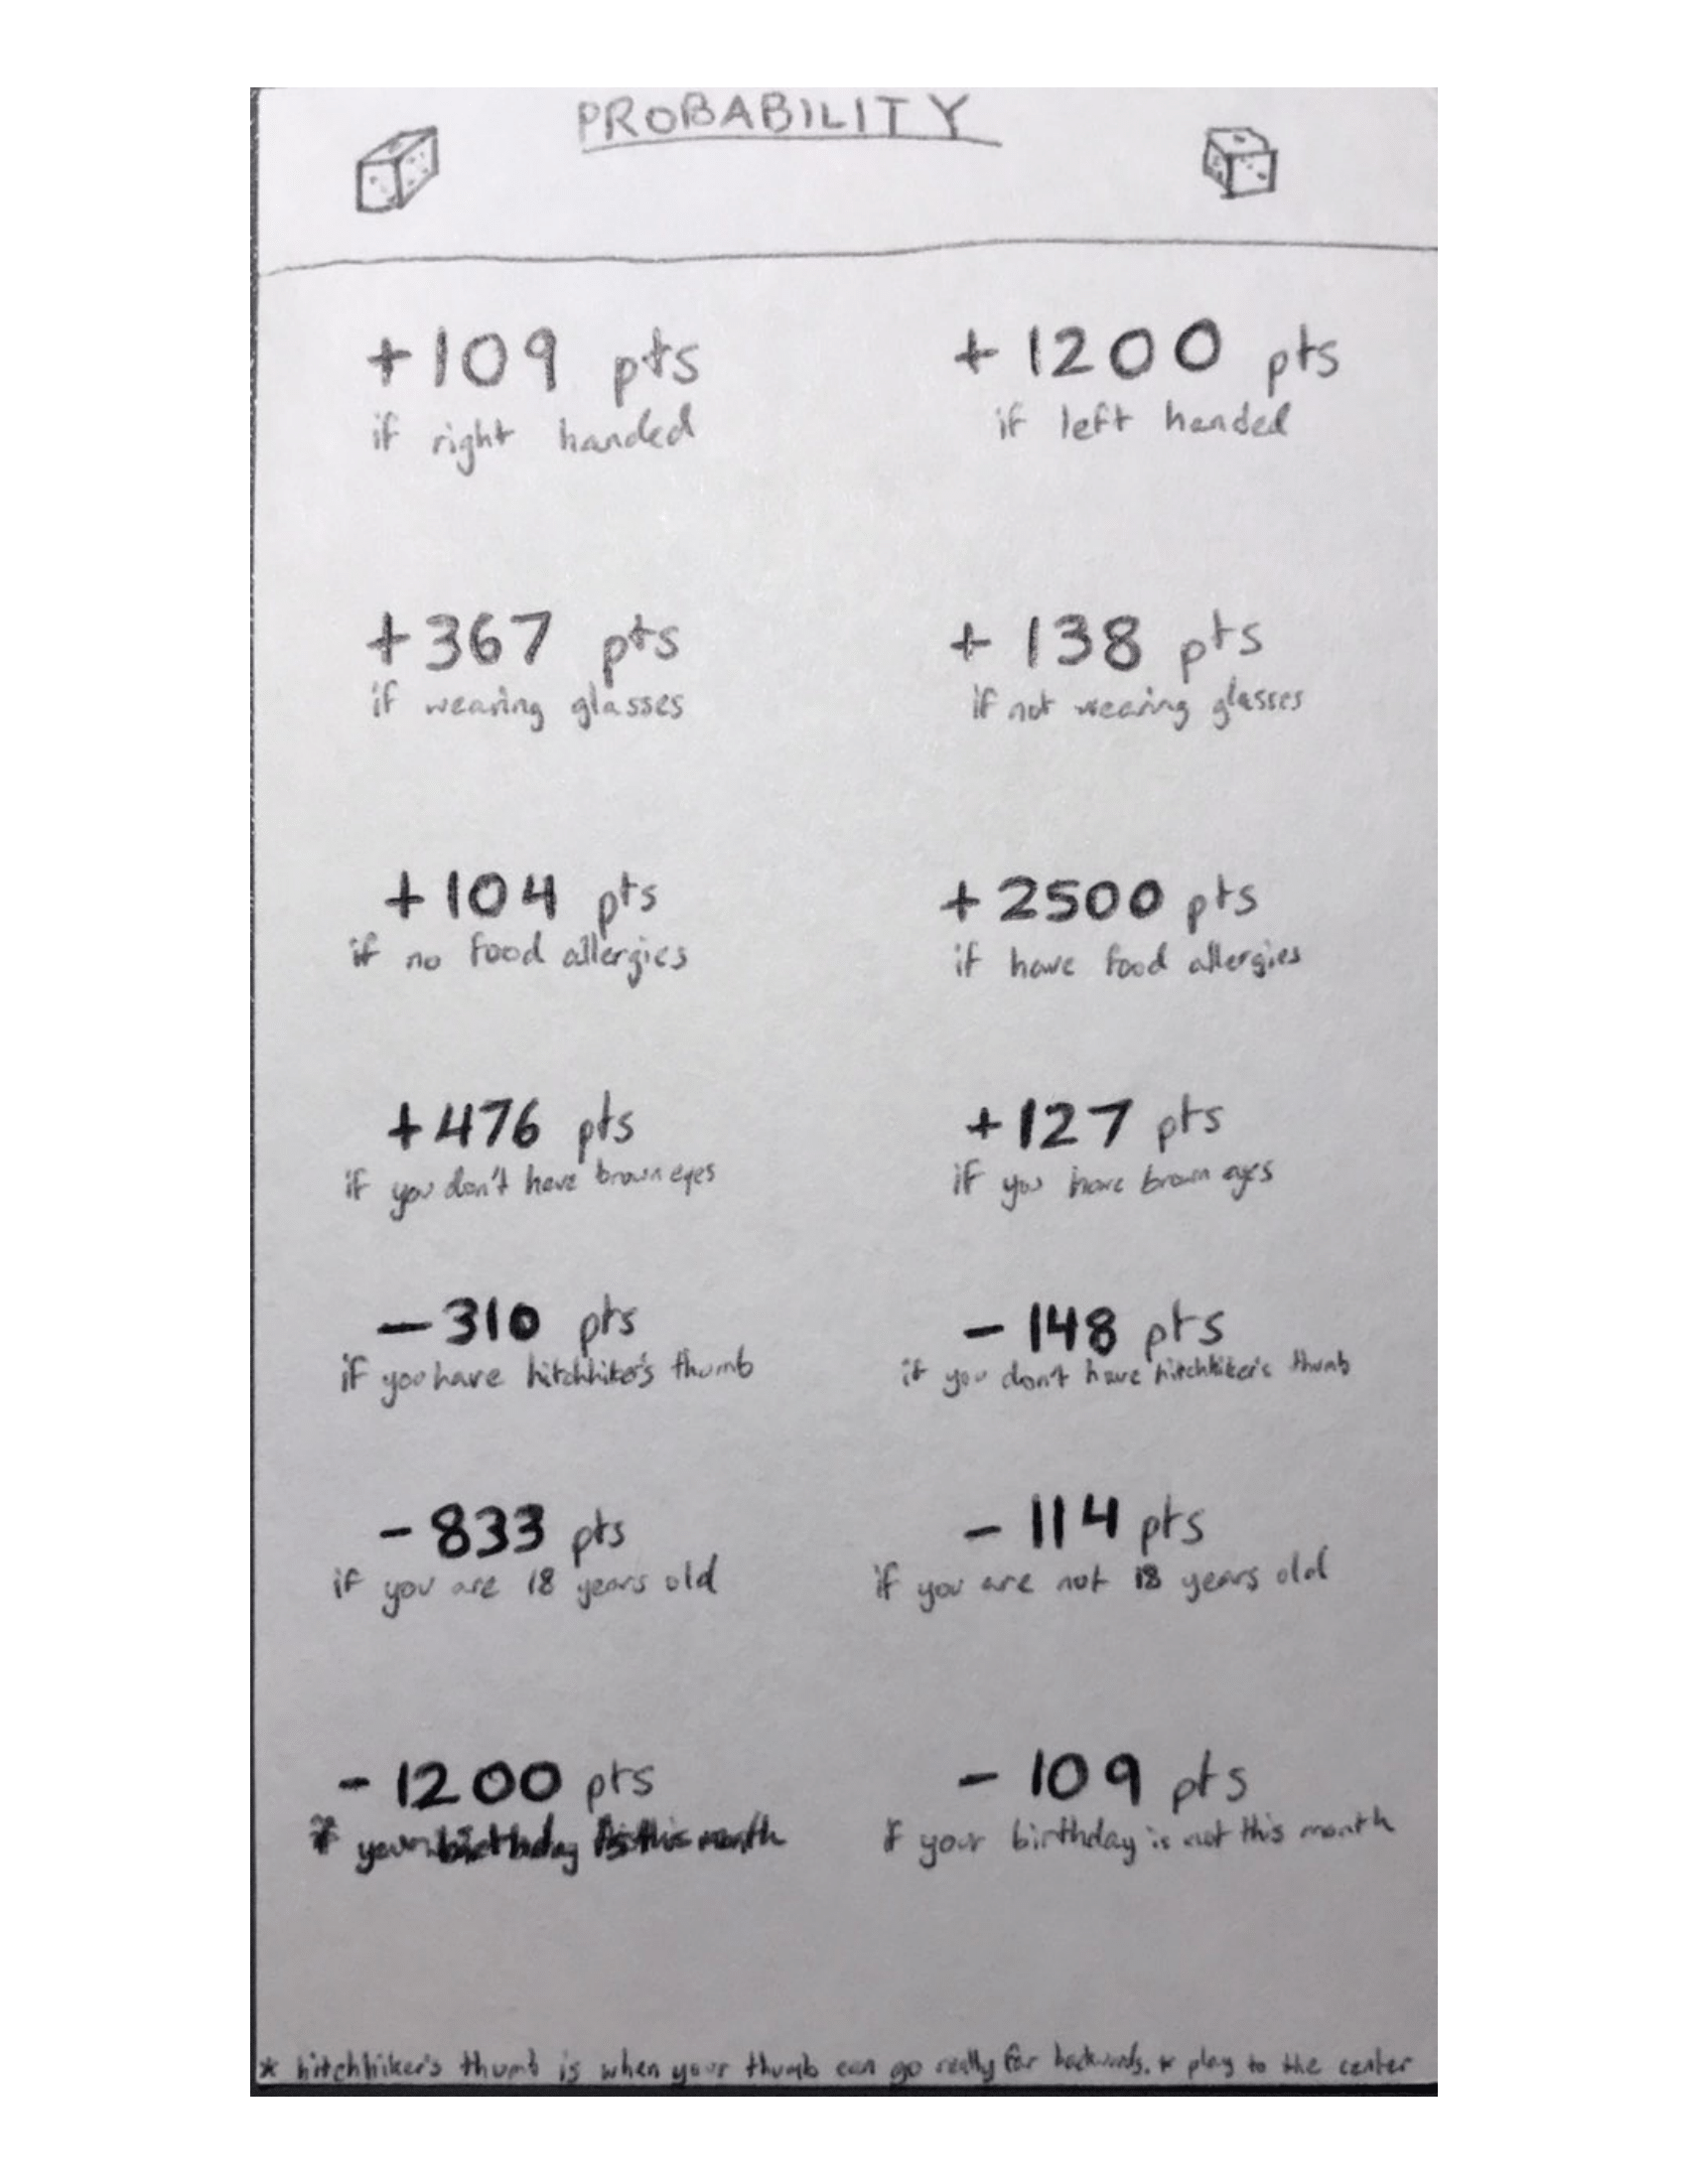 PROBABILITY
+109 pts
if right handed
+1200 pts
if left handed
+367 pts
if wearing glasses
+138 pts
if not wearing glasses
+104 pts
if no food allergies
+2500 pts
if have food allergies
+476 pts
if you don't have brown eyes
+127 pts
if you have brown eyes
-310 pts
if you have hitchhiker's thumb
-148 pts
if you don't have hitchhiker's thumb
-833 pts
if you are 18 years old
-114 pts
if you are not 18 years old
-1200 pts
if your birthday is this month
-109 pts
if your birthday is not this month
* hitchhiker's thumb is when your thumb can go really far backwards. * play to the center